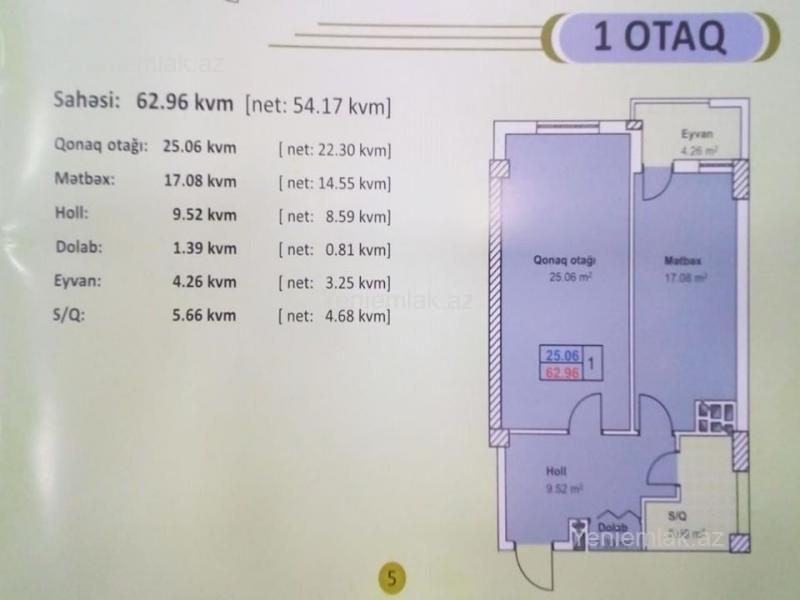 Yeniemlak.az
1 OTAQ
Sahəsi: 62.96 kvm [net: 54.17 kvm]
Qonaq otağı: 25.06 kvm [ net: 22.30 kvm]
Mətbəx: 17.08 kvm [ net: 14.55 kvm]
Holl: 9.52 kvm [ net: 8.59 kvm]
Dolab: 1.39 kvm [ net: 0.81 kvm]
Eyvan: 4.26 kvm [ net: 3.25 kvm]
S/Q: 5.66 kvm [ net: 4.68 kvm]
Yeniemlak.az
Eyvan
4.26 m²
Qonaq otağı
25.06 m²
Mətbəx
17.08 m²
25.06
62.96
1
Holl
9.52 m²
Dolab
S/Q
Yeniemlak.az
5